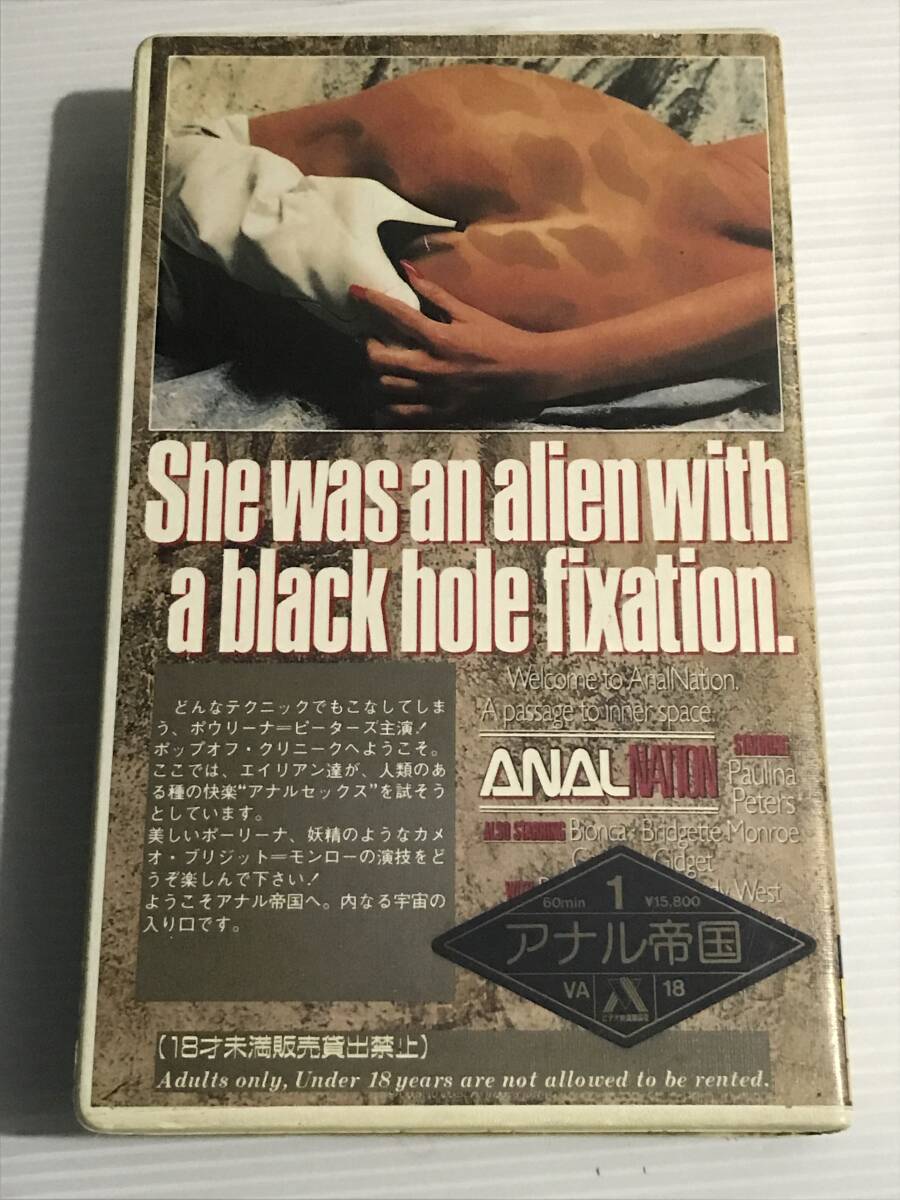 She was an alien with
a black hole fixation.
どんなテクニックでもこなしてしま
う、ポウリーナ＝ピーターズ主演！
ポップオフ・クリニークへようこそ。
ここでは、エイリアン達が、人類のあ
る種の快楽“アナルセックス”を試そう
としています。
美しいポーリーナ、妖精のようなカメ
オ・ブリジット＝モンローの演技をど
うぞ楽しんで下さい！
ようこそアナル帝国へ。内なる宇宙の
入り口です。
Welcome to AnalNation.
A passage to inner space.
ANAL NATION
STARRING
Paulina
Peters
ALSO STARRING Bionca · Bridgette Monroe
Gidget
West
60min 1 ¥15,800
アナル帝国
VA 18
(18才未満販売貸出禁止)
Adults only, Under 18 years are not allowed to be rented.